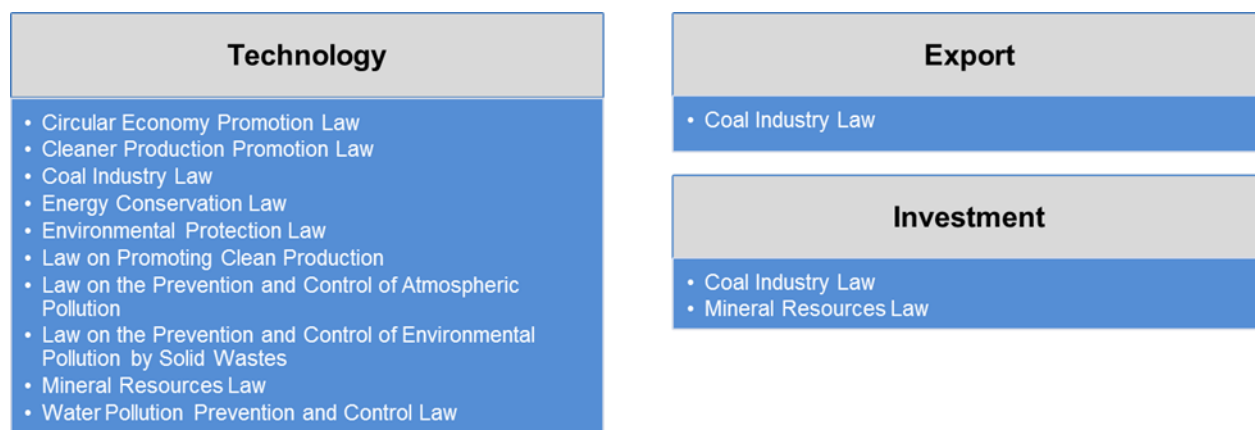 Technology
• Circular Economy Promotion Law
• Cleaner Production Promotion Law
• Coal Industry Law
• Energy Conservation Law
• Environmental Protection Law
• Law on Promoting Clean Production
• Law on the Prevention and Control of Atmospheric
Pollution
• Law on the Prevention and Control of Environmental
Pollution by Solid Wastes
• Mineral Resources Law
• Water Pollution Prevention and Control Law
Export
• Coal Industry Law
Investment
• Coal Industry Law
• Mineral Resources Law